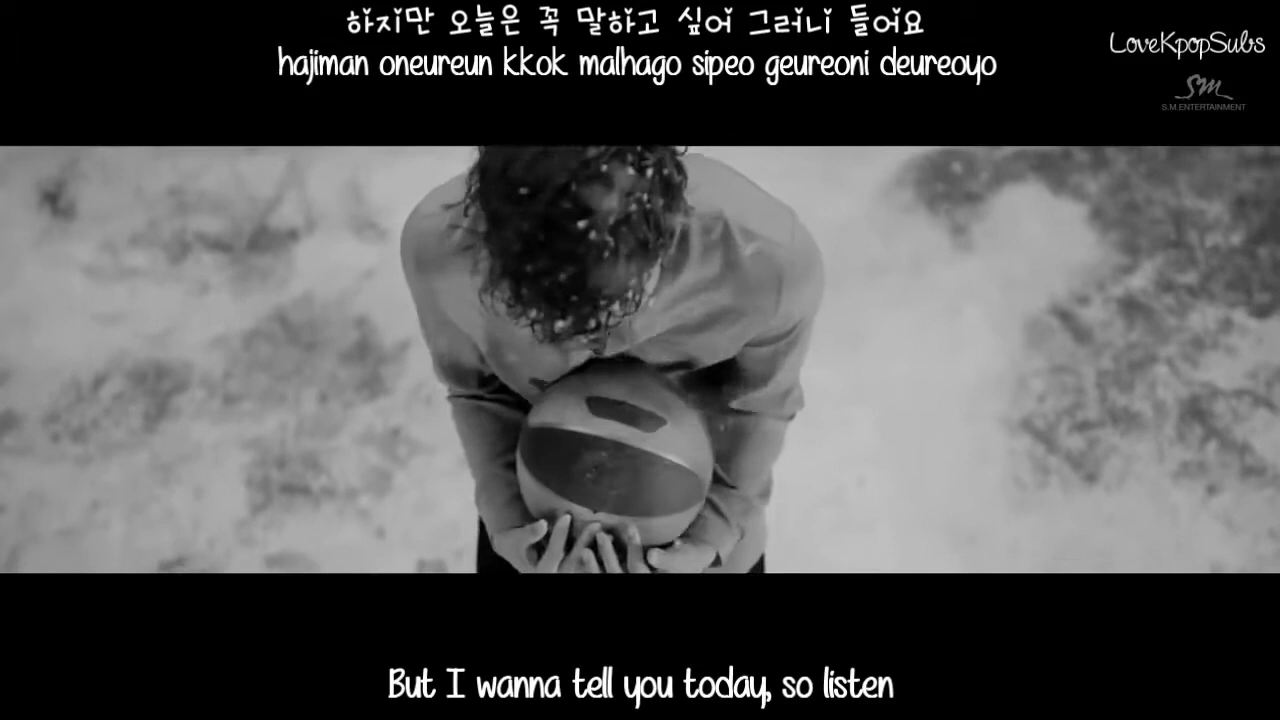 하지만 오늘은 꼭 말하고 싶어 그러니 들어요
hajiman oneureun kkok malhago sipeo geureoni deureoyo
LoveKpopSubs
SM
S.M.ENTERTAINMENT
But I wanna tell you today, so listen